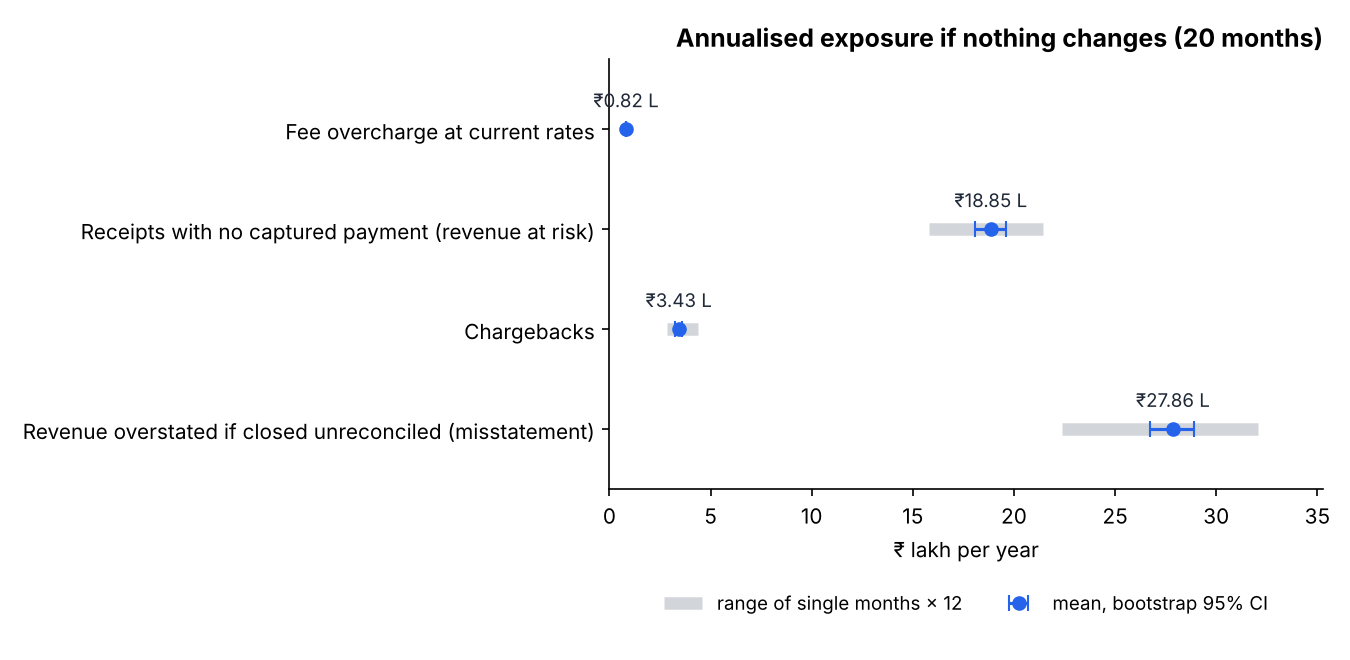 Annualised exposure if nothing changes (20 months)
₹0.82 L
Fee overcharge at current rates
₹18.85 L
Receipts with no captured payment (revenue at risk)
₹3.43 L
Chargebacks
₹27.86 L
Revenue overstated if closed unreconciled (misstatement)
0 5 10 15 20 25 30 35
₹ lakh per year
range of single months × 12 mean, bootstrap 95% CI